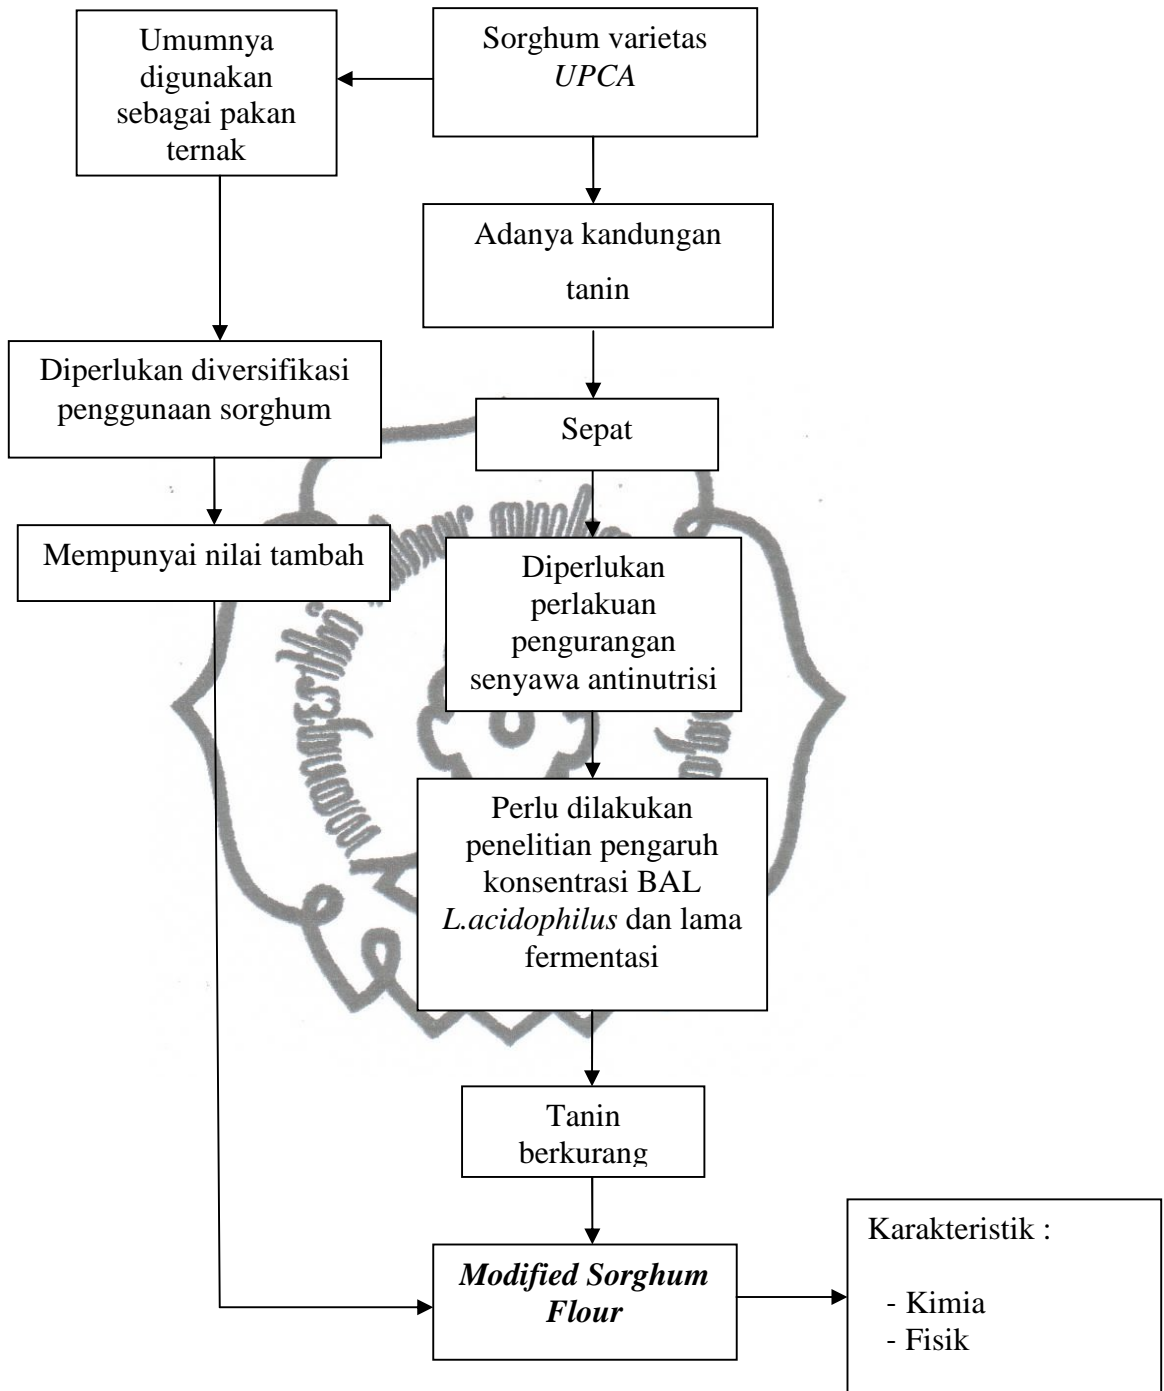 Umumnya
digunakan
sebagai pakan
ternak
Sorghum varietas
UPCA
Adanya kandungan
tanin
Diperlukan diversifikasi
penggunaan sorghum
Sepat
Mempunyai nilai tambah
Diperlukan
perlakuan
pengurangan
senyawa antinutrisi
Perlu dilakukan
penelitian pengaruh
konsentrasi BAL
L.acidophilus dan lama
fermentasi
Tanin
berkurang
Modified Sorghum
Flour
Karakteristik :
- Kimia
- Fisik